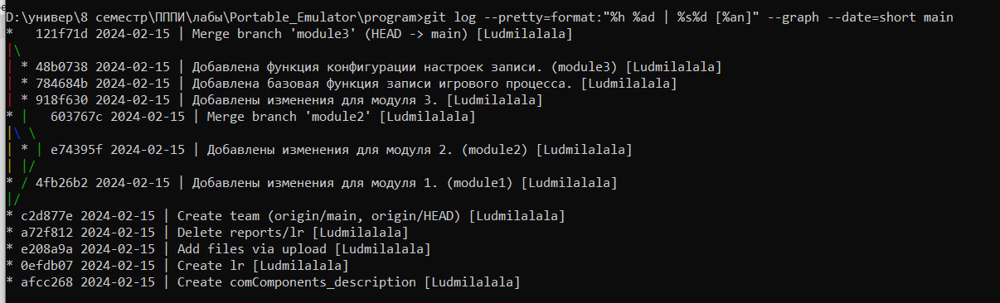 D:\универ\8 семестр\ПППИ\лабы\Portable_Emulator\program>git log --pretty=format:"%h %ad | %s%d [%an]" --graph --date=short main
*   121f71d 2024-02-15 | Merge branch 'module3' (HEAD -> main) [Ludmilalala]
|\
| * 48b0738 2024-02-15 | Добавлена функция конфигурации настроек записи. (module3) [Ludmilalala]
| * 784684b 2024-02-15 | Добавлена базовая функция записи игрового процесса. [Ludmilalala]
| * 918f630 2024-02-15 | Добавлены изменения для модуля 3. [Ludmilalala]
* |   603767c 2024-02-15 | Merge branch 'module2' [Ludmilalala]
|\ \
| * | e74395f 2024-02-15 | Добавлены изменения для модуля 2. (module2) [Ludmilalala]
| |/
* / 4fb26b2 2024-02-15 | Добавлены изменения для модуля 1. (module1) [Ludmilalala]
|/
* c2d877e 2024-02-15 | Create team (origin/main, origin/HEAD) [Ludmilalala]
* a72f812 2024-02-15 | Delete reports/lr [Ludmilalala]
* e208a9a 2024-02-15 | Add files via upload [Ludmilalala]
* 0efdb07 2024-02-15 | Create lr [Ludmilalala]
* afcc268 2024-02-15 | Create comComponents_description [Ludmilalala]